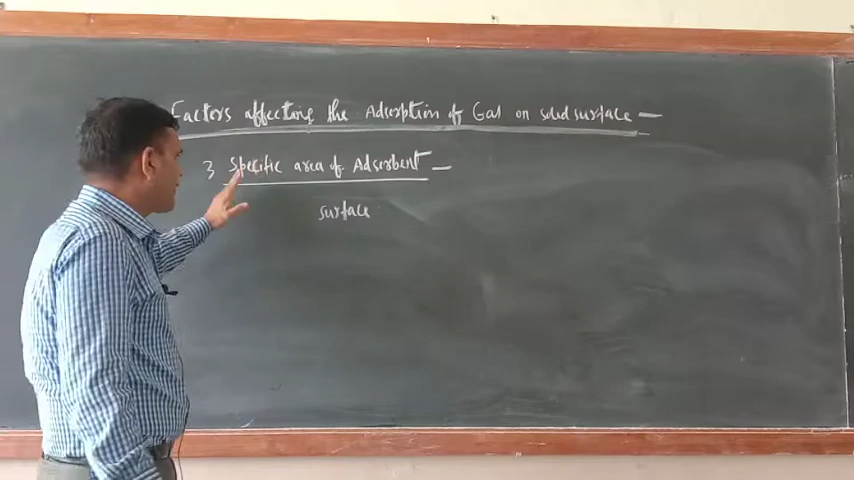 Factors affecting the Adsorption of Gas on solid surface —
3 Specific area of Adsorbent —
surface